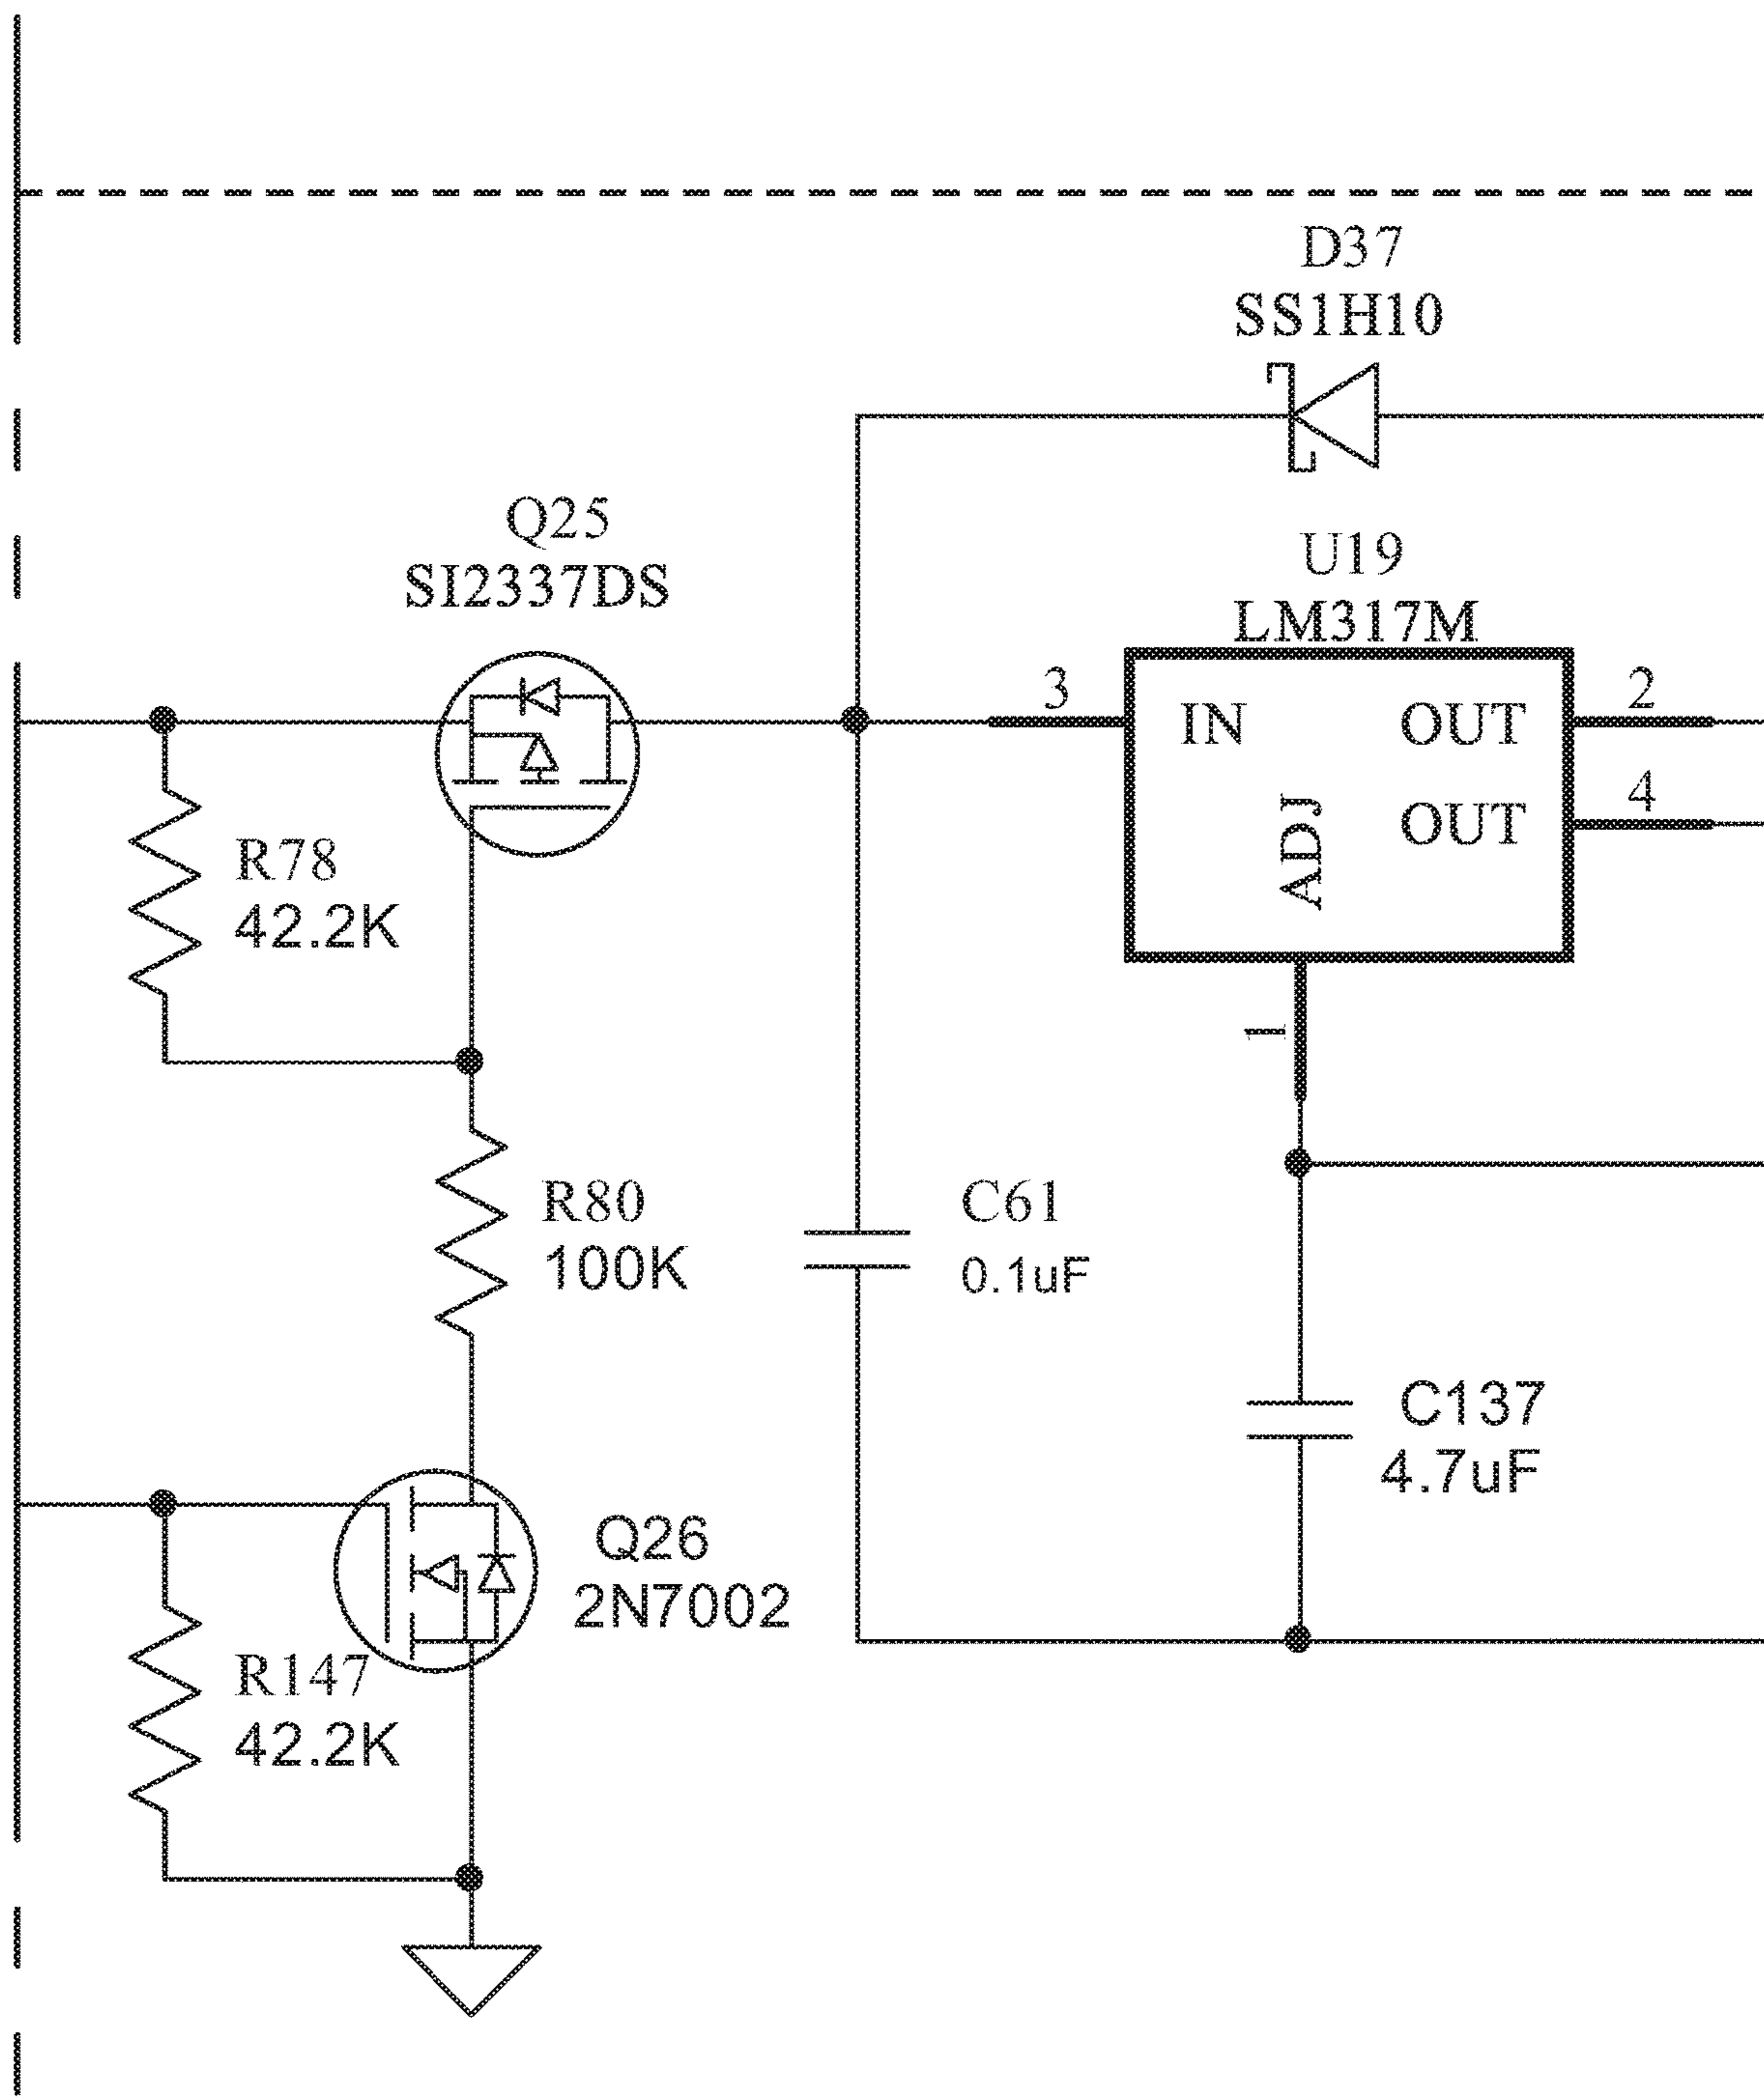 D37
SS1H10
Q25
SI2337DS
U19
LM317M
3
IN
OUT
2
OUT
4
ADJ
1
R78
42.2K
R80
100K
C61
0.1uF
C137
4.7uF
Q26
2N7002
R147
42.2K